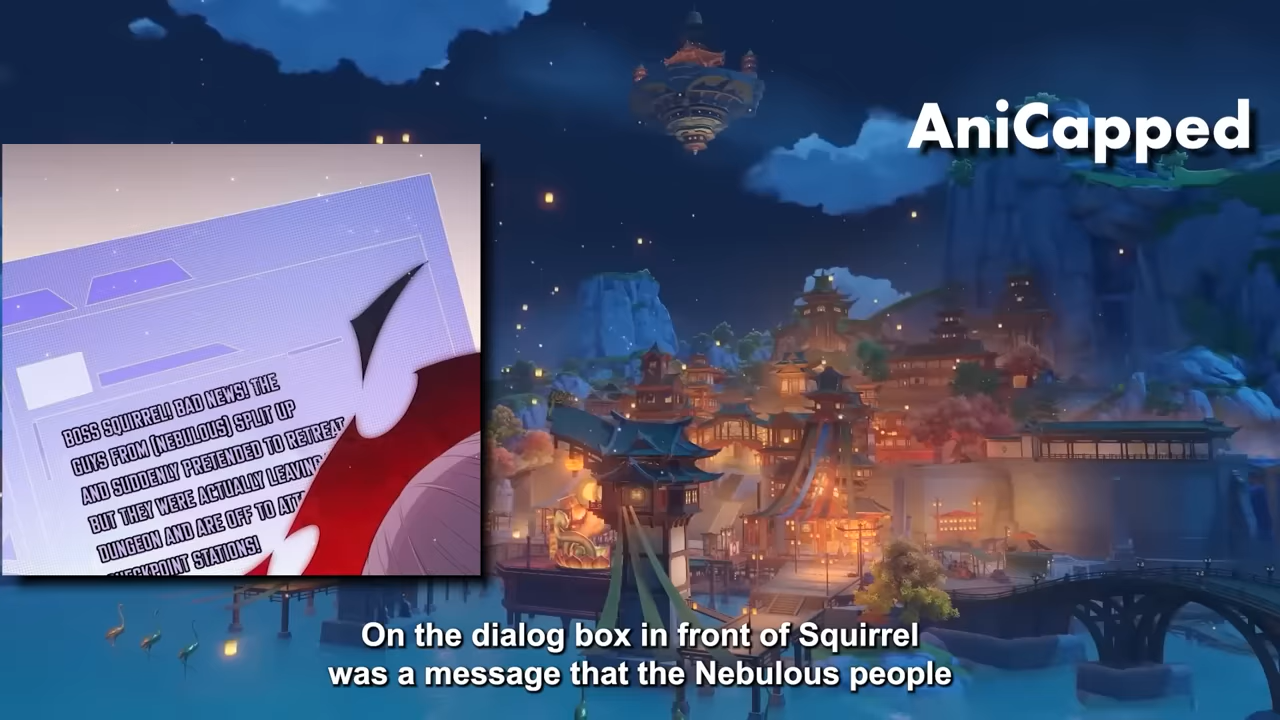 AniCapped
BOSS SQUIRREL! BAD NEWS! THE
GUYS FROM [NEBULOUS] SPLIT UP
AND SUDDENLY PRETENDED TO RETREAT
BUT THEY WERE ACTUALLY LEAVING
DUNGEON AND ARE OFF TO
STATIONS!
On the dialog box in front of Squirrel
was a message that the Nebulous people